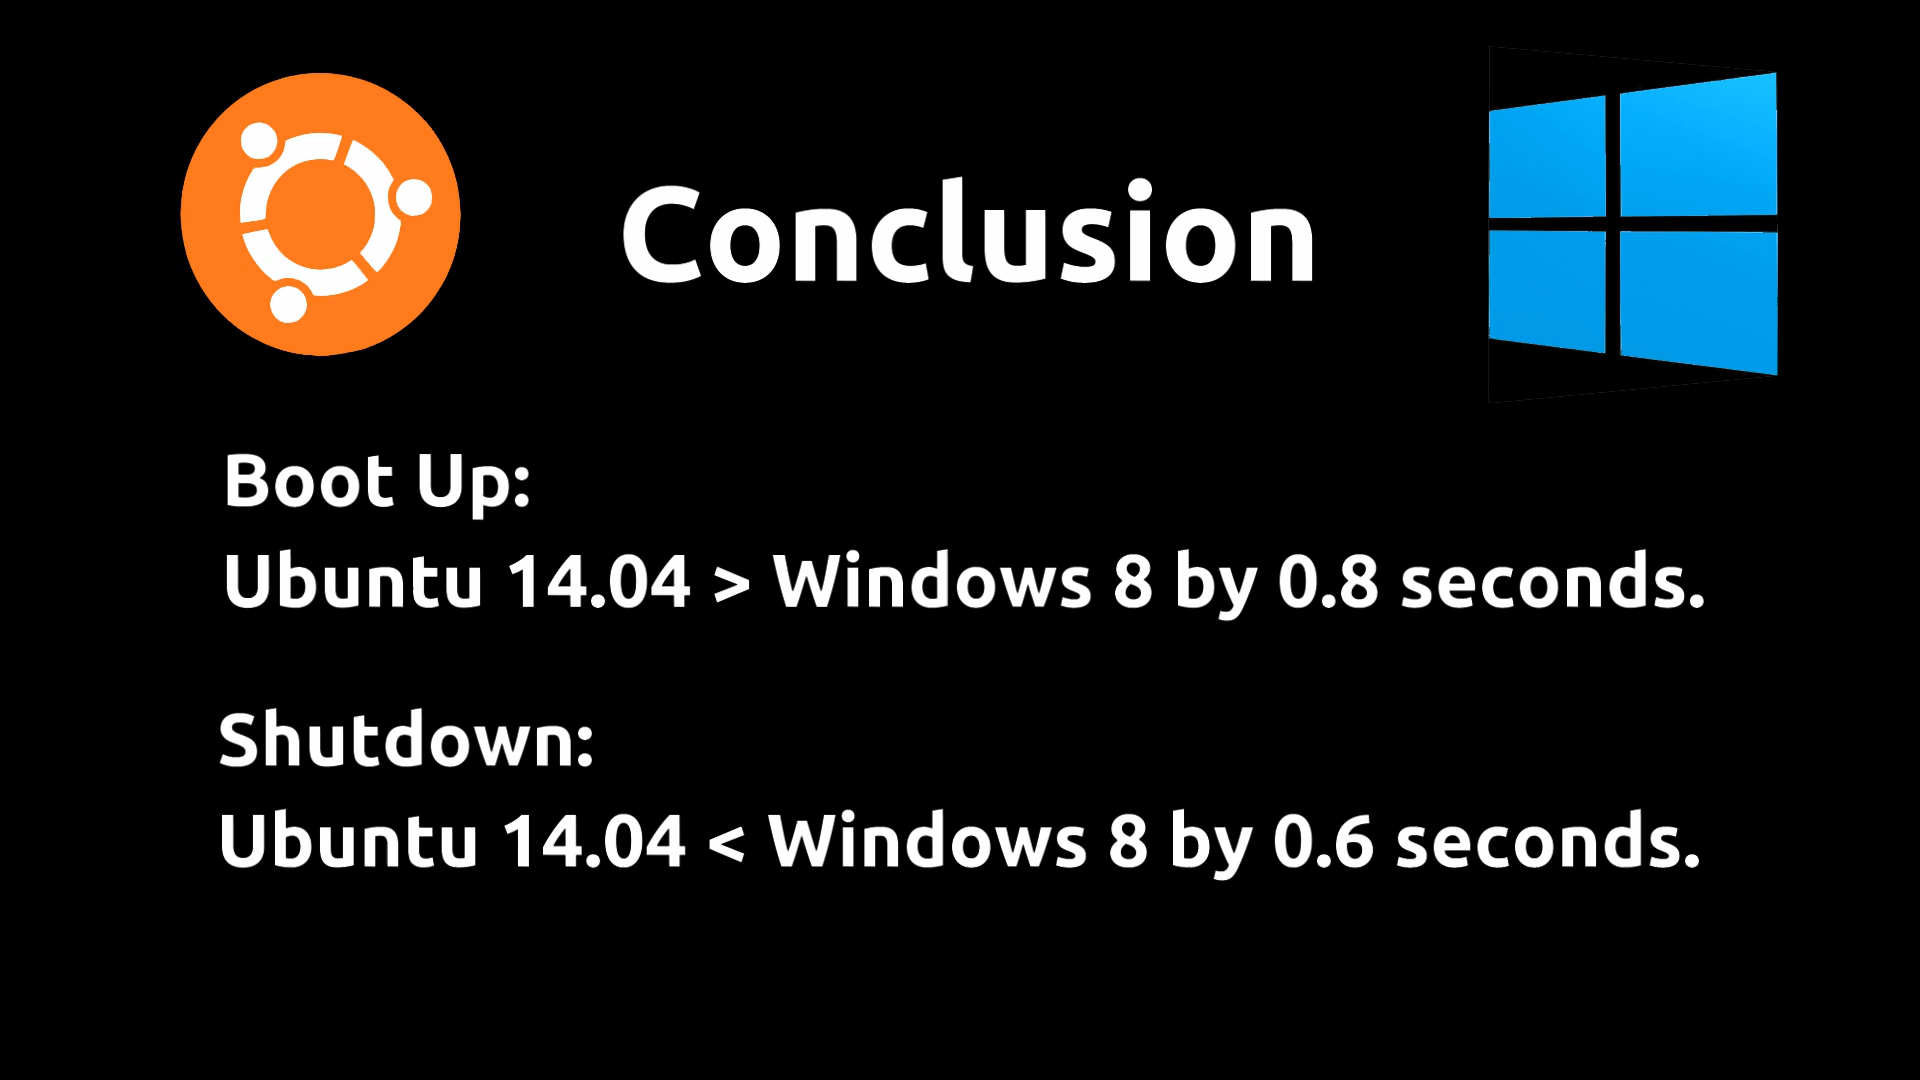 Conclusion
Boot Up:
Ubuntu 14.04 > Windows 8 by 0.8 seconds.
Shutdown:
Ubuntu 14.04 < Windows 8 by 0.6 seconds.